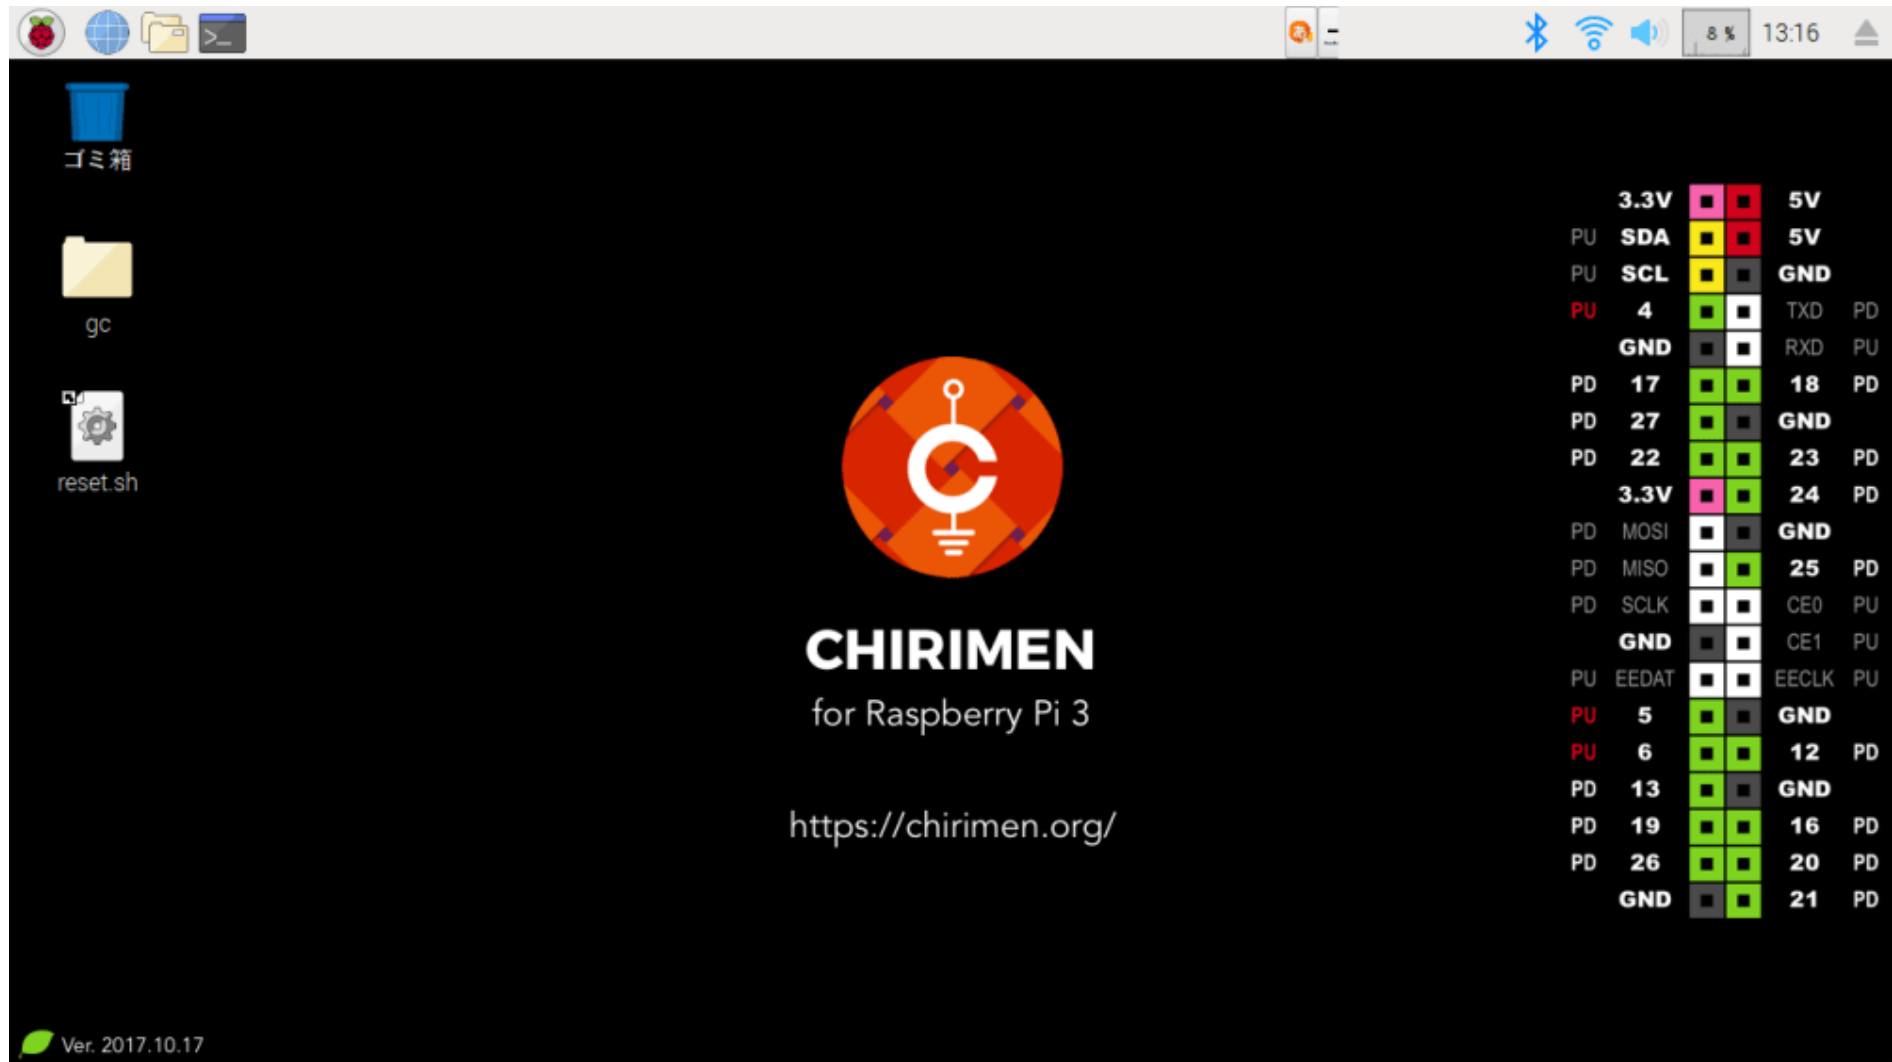 >_
あ
8 %
13:16
ゴミ箱
gc
reset.sh
CHIRIMEN
for Raspberry Pi 3
https://chirimen.org/
3.3V 5V
PU SDA 5V
PU SCL GND
PU 4 TXD PD
GND RXD PU
PD 17 18 PD
PD 27 GND
PD 22 23 PD
3.3V 24 PD
PD MOSI GND
PD MISO 25 PD
PD SCLK CE0 PU
GND CE1 PU
PU EEDAT EECLK PU
PU 5 GND
PU 6 12 PD
PD 13 GND
PD 19 16 PD
PD 26 20 PD
GND 21 PD
Ver. 2017.10.17